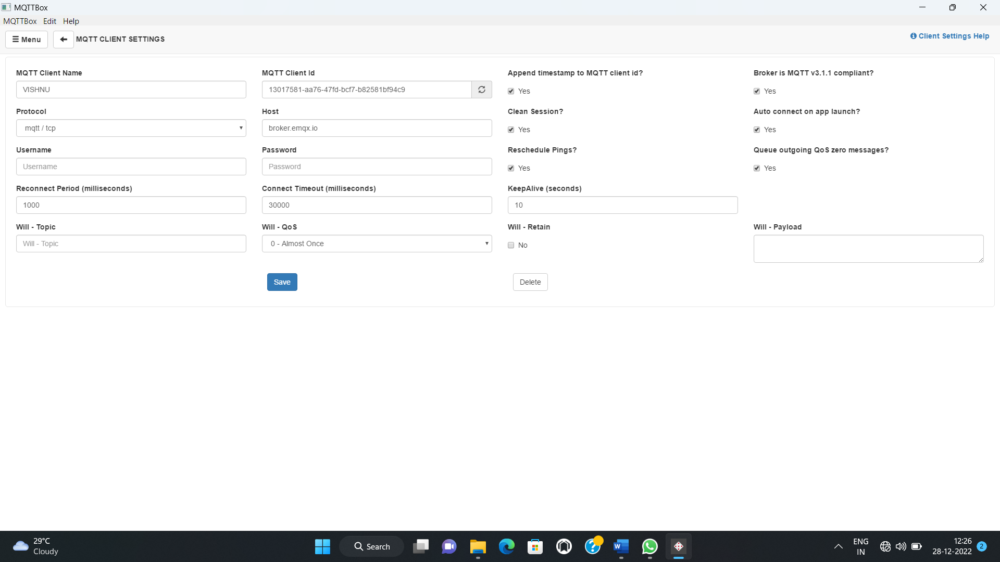 MQTTBox
MQTTBox Edit Help
Menu MQTT CLIENT SETTINGS Client Settings Help
MQTT Client Name MQTT Client Id Append timestamp to MQTT client id? Broker is MQTT v3.1.1 compliant?
VISHNU 13017581-aa76-47fd-bcf7-b82581bf94c9 Yes Yes
Protocol Host Clean Session? Auto connect on app launch?
mqtt / tcp broker.emqx.io Yes Yes
Username Password Reschedule Pings? Queue outgoing QoS zero messages?
Username Password Yes Yes
Reconnect Period (milliseconds) Connect Timeout (milliseconds) KeepAlive (seconds)
1000 30000 10
Will - Topic Will - QoS Will - Retain Will - Payload
Will - Topic 0 - Almost Once No
Save Delete
29°C
Cloudy
Search
W
ENG
IN
12:26
28-12-2022
2